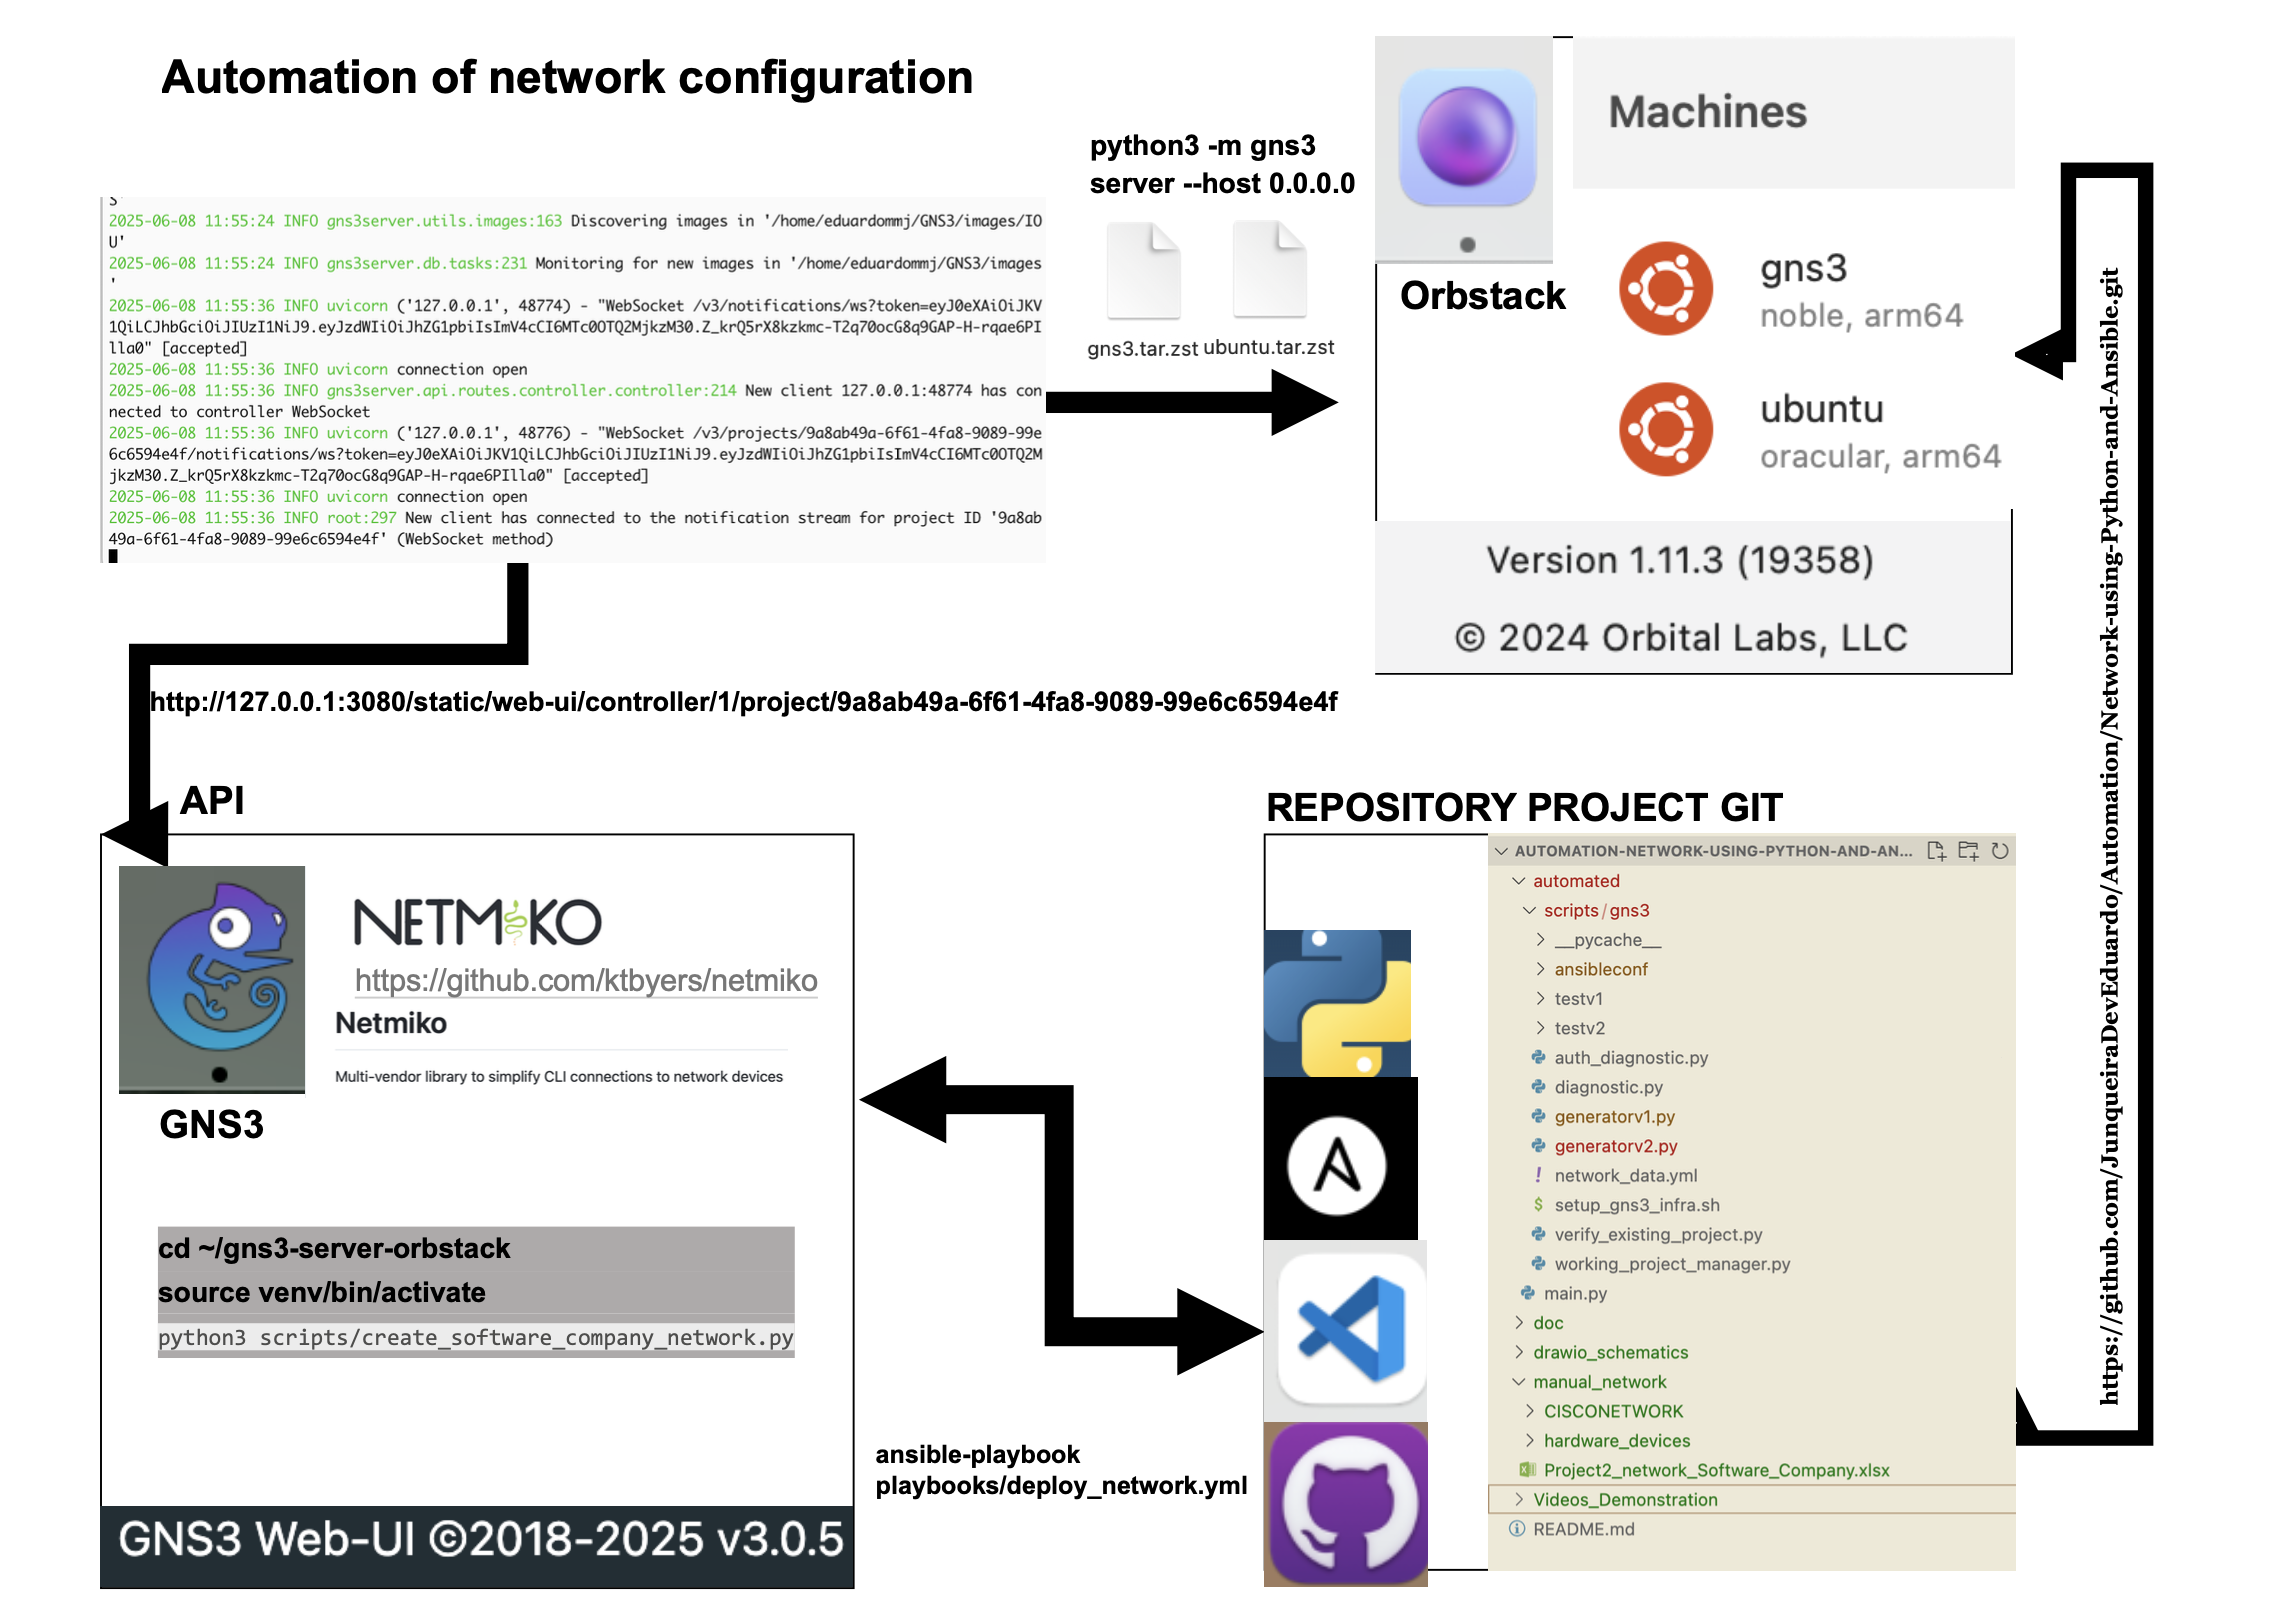 Automation of network configuration
S'
2025-06-08 11:55:24 INFO gns3server.utils.images:163 Discovering images in '/home/eduardommj/GNS3/images/IO
U'
2025-06-08 11:55:24 INFO gns3server.db.tasks:231 Monitoring for new images in '/home/eduardommj/GNS3/images
'
2025-06-08 11:55:36 INFO uvicorn ('127.0.0.1', 48774) - "WebSocket /v3/notifications/ws?token=eyJ0eXAiOiJKV
1QiLCJhbGciOiJIUzI1NiJ9.eyJzdWIiOiJhZG1pbiIsImV4cCI6MTc0OTQ2MjkzM30.Z_krQ5rX8kzkmc-T2q70ocG8q9GAP-H-rqae6PI
lla0" [accepted]
2025-06-08 11:55:36 INFO uvicorn connection open
2025-06-08 11:55:36 INFO gns3server.api.routes.controller.controller:214 New client 127.0.0.1:48774 has con
nected to controller WebSocket
2025-06-08 11:55:36 INFO uvicorn ('127.0.0.1', 48776) - "WebSocket /v3/projects/9a8ab49a-6f61-4fa8-9089-99e
6c6594e4f/notifications/ws?token=eyJ0eXAiOiJKV1QiLCJhbGciOiJIUzI1NiJ9.eyJzdWIiOiJhZG1pbiIsImV4cCI6MTc0OTQ2M
jkzM30.Z_krQ5rX8kzkmc-T2q70ocG8q9GAP-H-rqae6PIlla0" [accepted]
2025-06-08 11:55:36 INFO uvicorn connection open
2025-06-08 11:55:36 INFO root:297 New client has connected to the notification stream for project ID '9a8ab
49a-6f61-4fa8-9089-99e6c6594e4f' (WebSocket method)
python3 -m gns3
server --host 0.0.0.0
gns3.tar.zst ubuntu.tar.zst
Orbstack
Machines
gns3
noble, arm64
ubuntu
oracular, arm64
Version 1.11.3 (19358)
© 2024 Orbital Labs, LLC
https://github.com/JunqueiraDevEduardo/Automation/Network-using-Python-and-Ansible.git
http://127.0.0.1:3080/static/web-ui/controller/1/project/9a8ab49a-6f61-4fa8-9089-99e6c6594e4f
API
NETMIKO
https://github.com/ktbyers/netmiko
Netmiko
Multi-vendor library to simplify CLI connections to network devices
GNS3
cd ~/gns3-server-orbstack
source venv/bin/activate
python3 scripts/create_software_company_network.py
GNS3 Web-UI ©2018-2025 v3.0.5
ansible-playbook
playbooks/deploy_network.yml
REPOSITORY PROJECT GIT
AUTOMATION-NETWORK-USING-PYTHON-AND-AN...
automated
scripts/gns3
__pycache__
ansibleconf
testv1
testv2
auth_diagnostic.py
diagnostic.py
generatorv1.py
generatorv2.py
! network_data.yml
$ setup_gns3_infra.sh
verify_existing_project.py
working_project_manager.py
main.py
doc
drawio_schematics
manual_network
CISCONETWORK
hardware_devices
Project2_network_Software_Company.xlsx
Videos_Demonstration
README.md